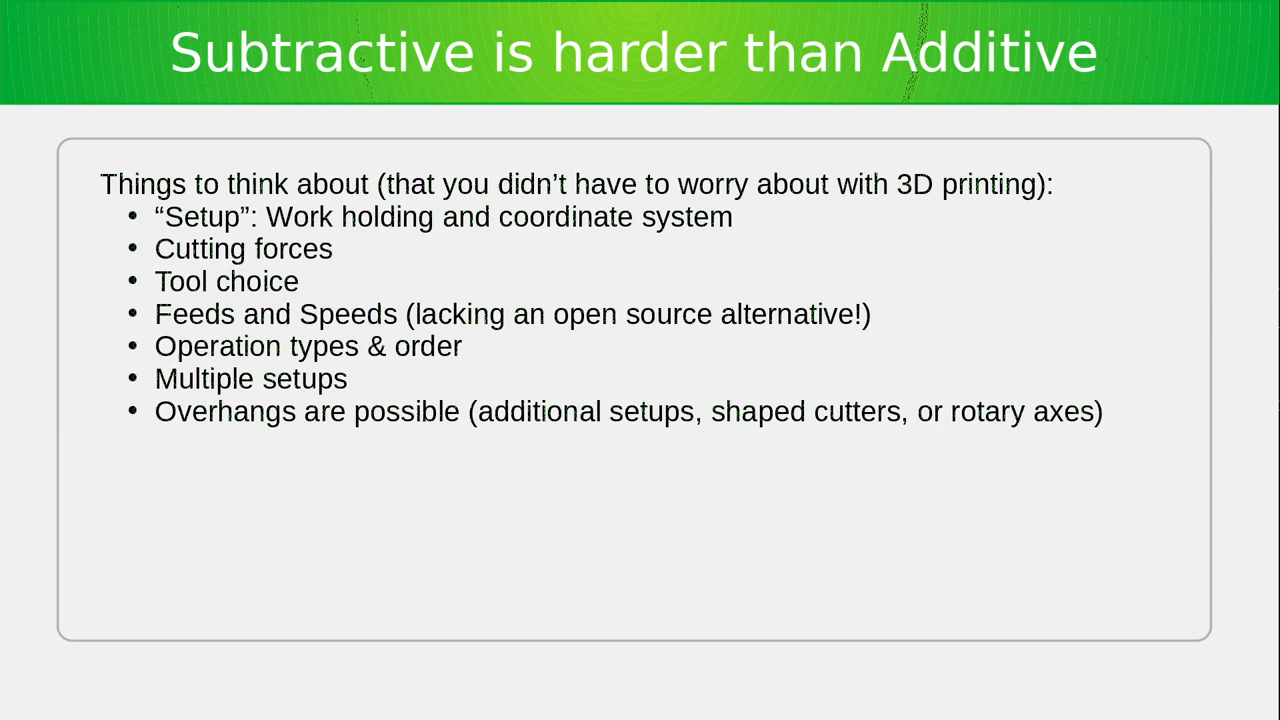 Subtractive is harder than Additive
Things to think about (that you didn’t have to worry about with 3D printing):
• “Setup”: Work holding and coordinate system
• Cutting forces
• Tool choice
• Feeds and Speeds (lacking an open source alternative!)
• Operation types & order
• Multiple setups
• Overhangs are possible (additional setups, shaped cutters, or rotary axes)